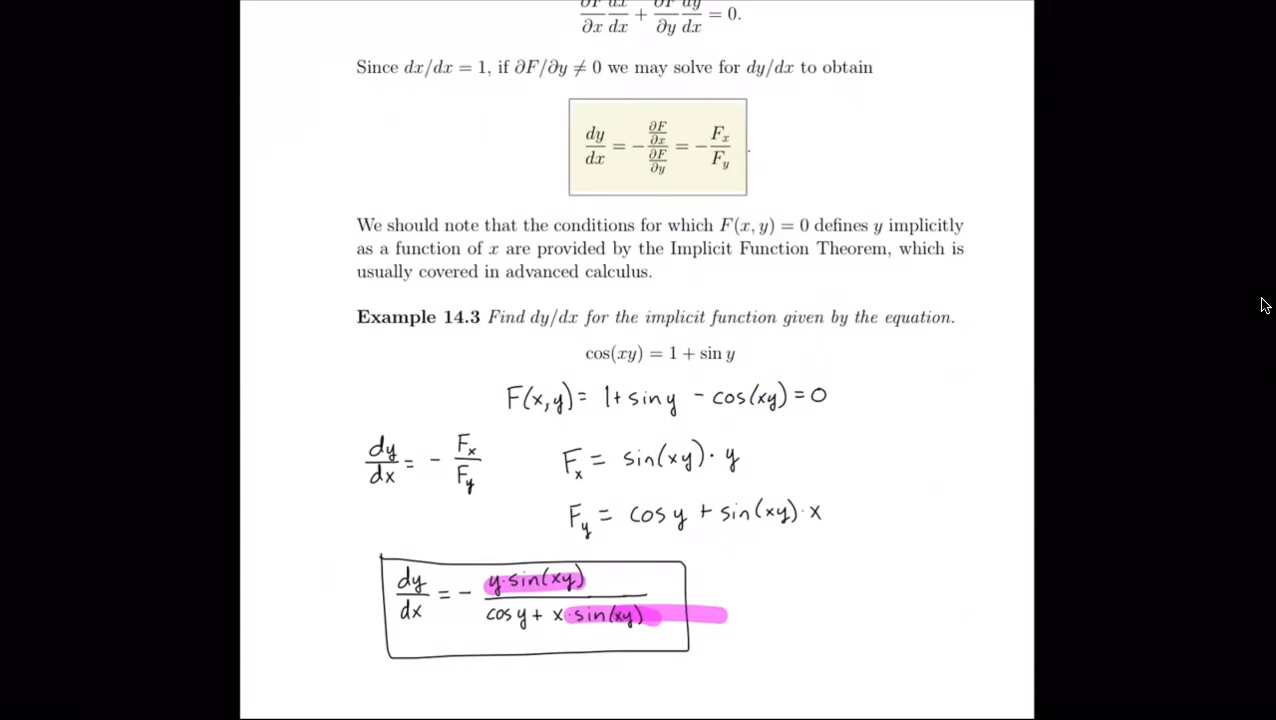 ∂F/∂x dx/dx + ∂F/∂y dy/dx = 0.
Since dx/dx = 1, if ∂F/∂y ≠ 0 we may solve for dy/dx to obtain
dy/dx = − (∂F/∂x)/(∂F/∂y) = − F_x/F_y .
We should note that the conditions for which F(x, y) = 0 defines y implicitly
as a function of x are provided by the Implicit Function Theorem, which is
usually covered in advanced calculus.
Example 14.3 Find dy/dx for the implicit function given by the equation.
cos(xy) = 1 + sin y
F(x,y) = 1 + sin y - cos(xy) = 0
dy/dx = - F_x/F_y
F_x = sin(xy) · y
F_y = cos y + sin(xy) · x
dy/dx = - (y·sin(xy))/(cos y + x·sin(xy))